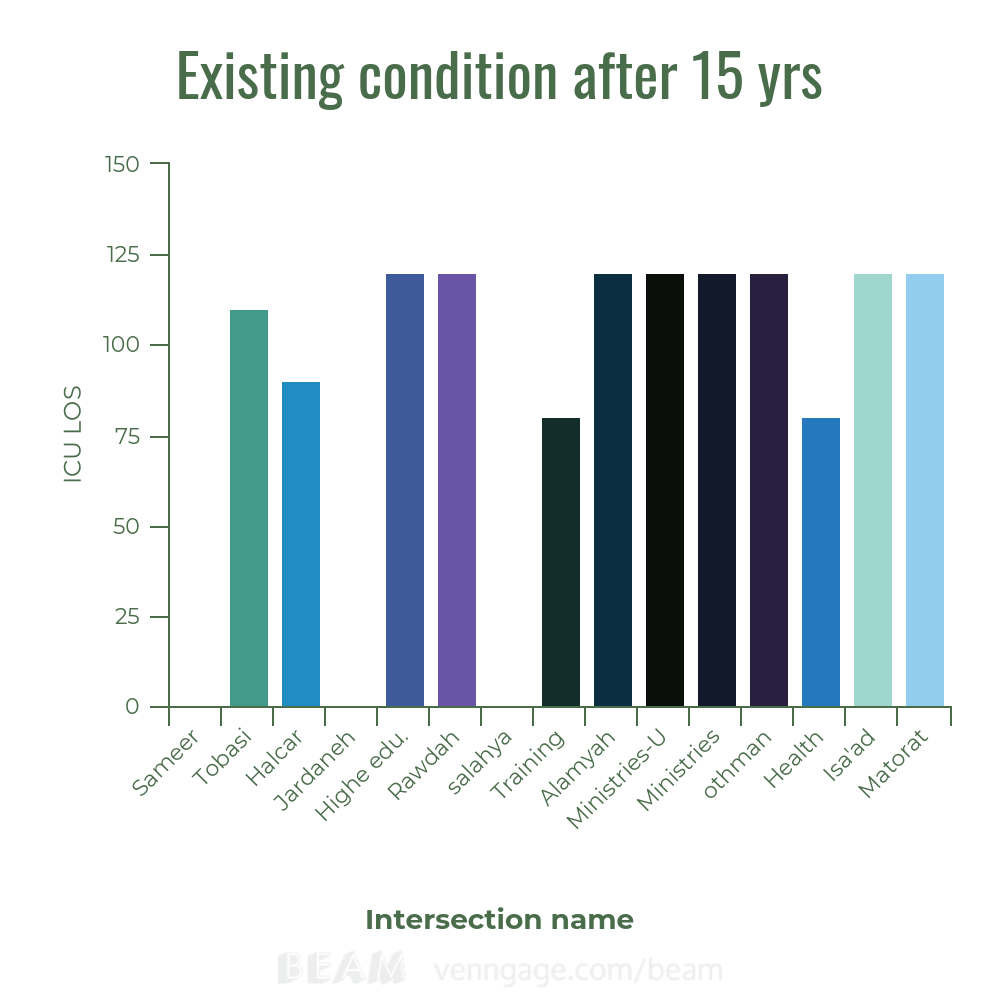 Existing condition after 15 yrs
150
125
100
75
50
25
0
ICU LOS
Sameer
Tobasi
Halcar
Jardaneh
Highe edu.
Rawdah
salahya
Training
Alamyah
Ministries-U
Ministries
othman
Health
Isa'ad
Matorat
Intersection name
BEAM venngage.com/beam